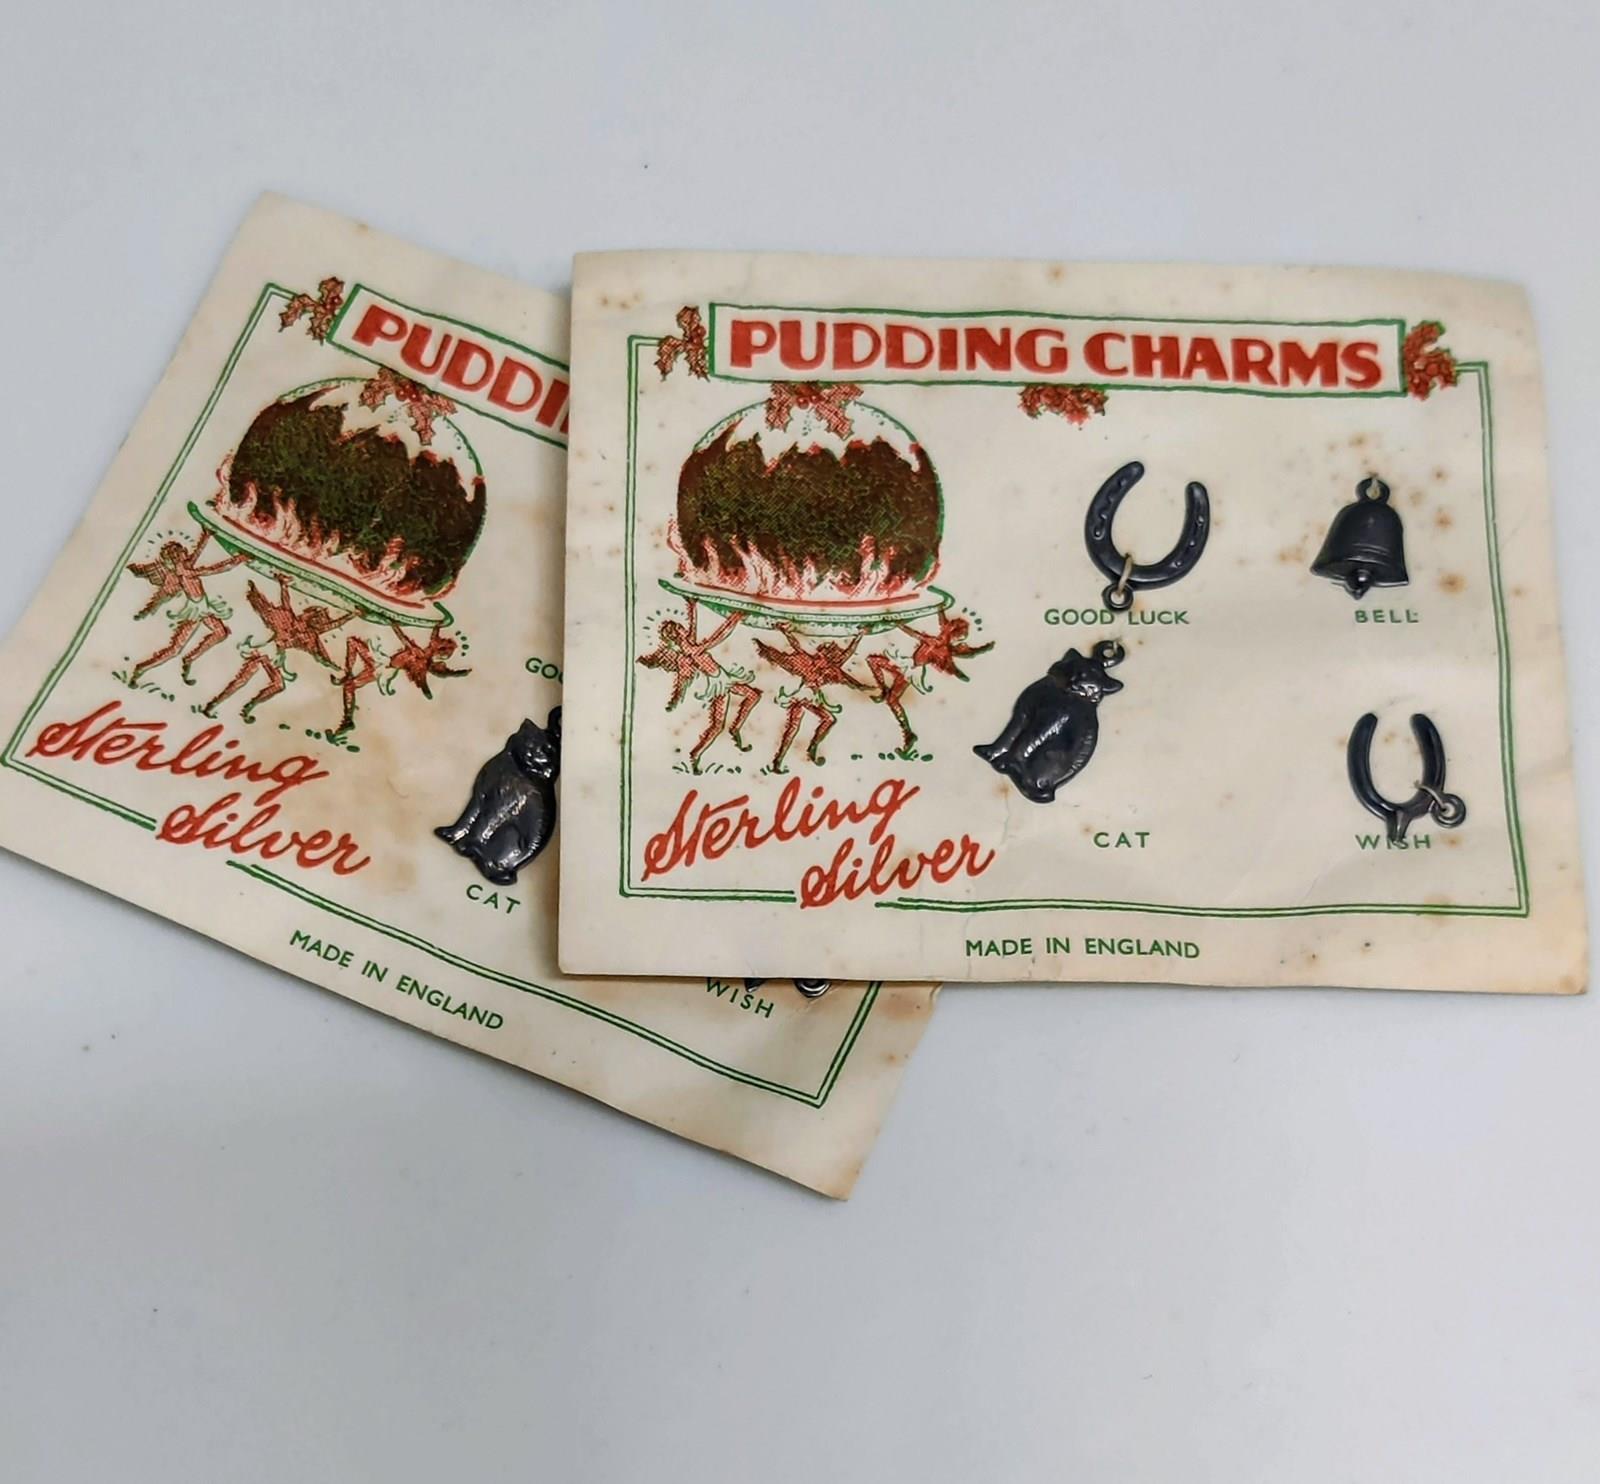 PUDDI
GOO
Sterling
Silver
CAT
WISH
MADE IN ENGLAND
PUDDING CHARMS
GOOD LUCK
BELL
CAT
WISH
Sterling
Silver
MADE IN ENGLAND